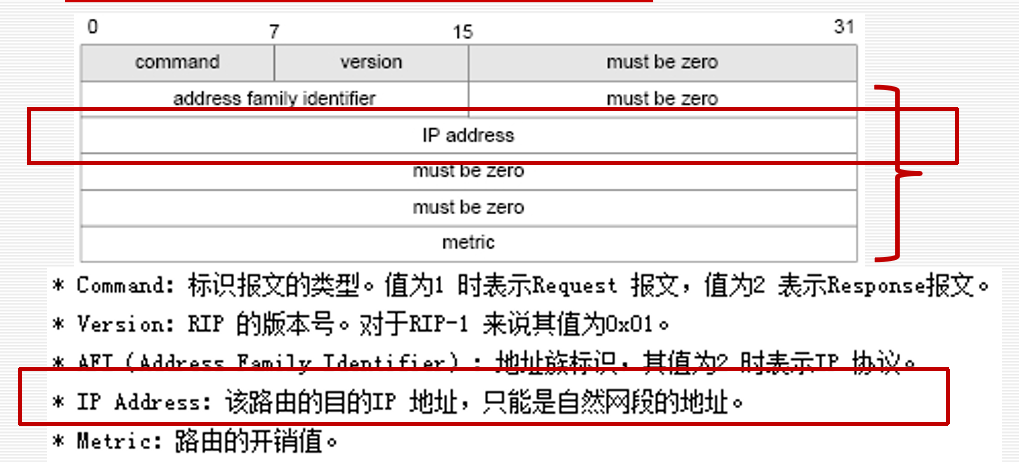 0 7 15 31
command version must be zero
address family identifier must be zero
IP address
must be zero
must be zero
metric
* Command: 标识报文的类型。值为1 时表示Request 报文，值为2 表示Response报文。
* Version: RIP 的版本号。对于RIP-1 来说其值为0x01。
* AFI (Address Family Identifier) : 地址族标识，其值为2 时表示IP 协议。
* IP Address: 该路由的目的IP 地址，只能是自然网段的地址。
* Metric: 路由的开销值。